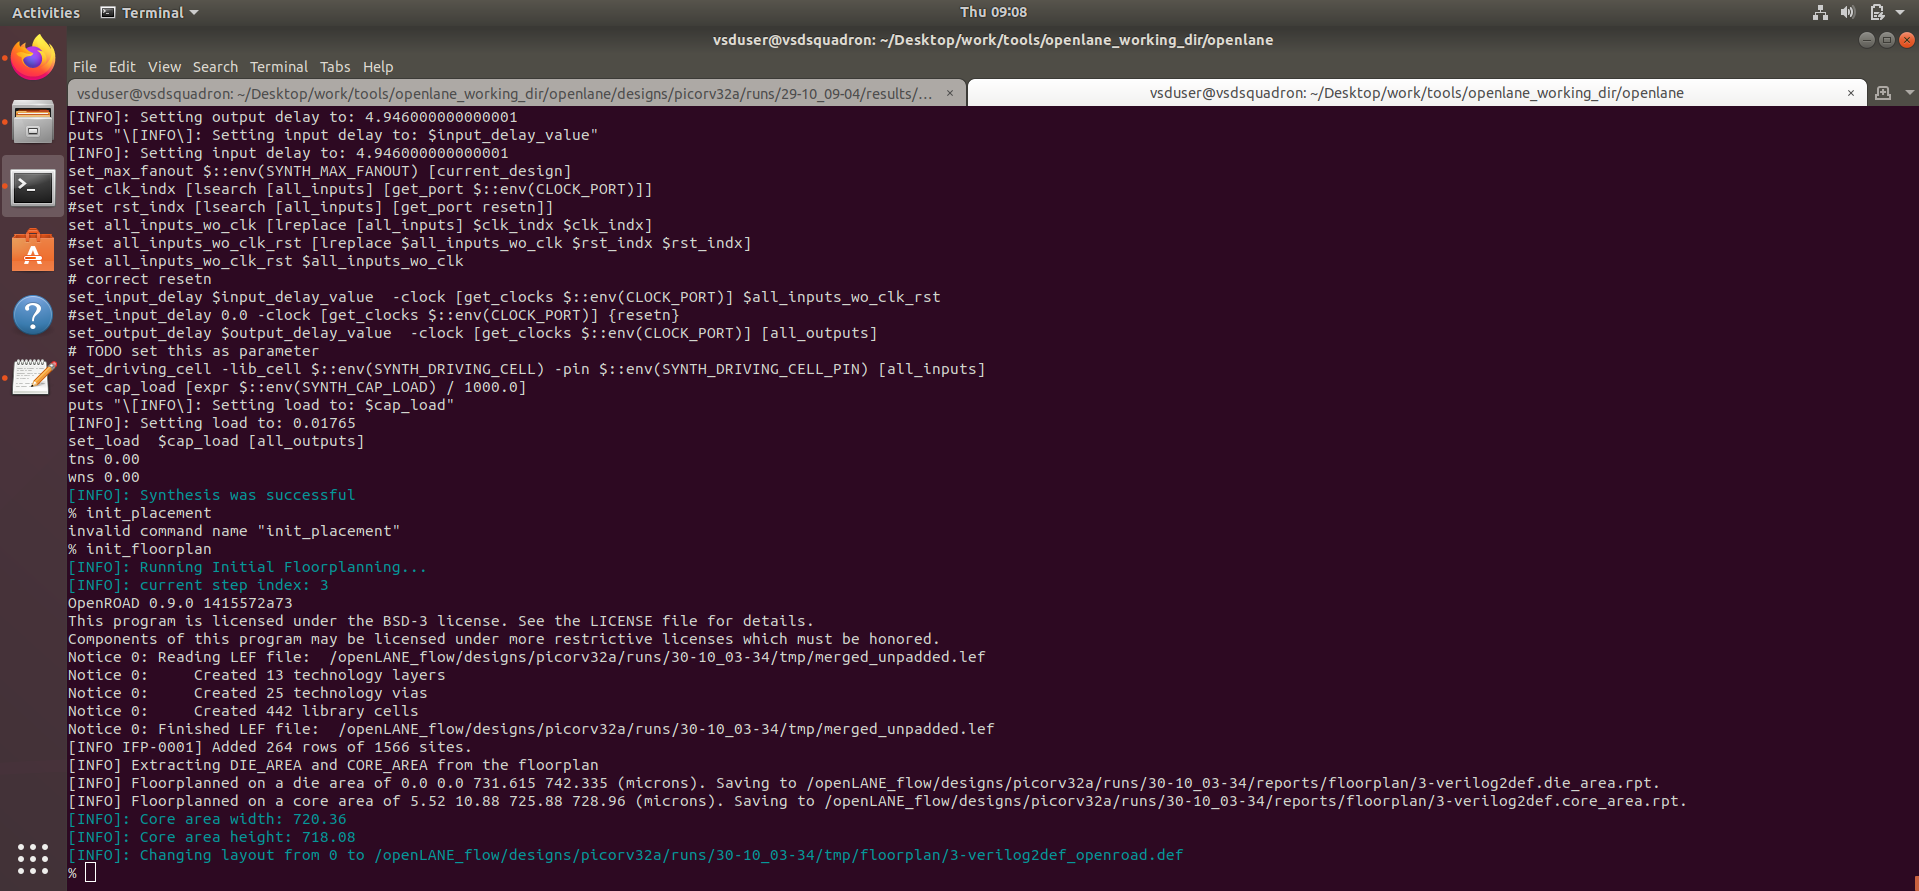 Activities
Terminal
Thu 09:08
vsduser@vsdsquadron: ~/Desktop/work/tools/openlane_working_dir/openlane
File Edit View Search Terminal Tabs Help
vsduser@vsdsquadron: ~/Desktop/work/tools/openlane_working_dir/openlane/designs/picorv32a/runs/29-10_09-04/results/... ×
vsduser@vsdsquadron: ~/Desktop/work/tools/openlane_working_dir/openlane ×
[INFO]: Setting output delay to: 4.946000000000001
puts "\[INFO\]: Setting input delay to: $input_delay_value"
[INFO]: Setting input delay to: 4.946000000000001
set_max_fanout $::env(SYNTH_MAX_FANOUT) [current_design]
set clk_indx [lsearch [all_inputs] [get_port $::env(CLOCK_PORT)]]
#set rst_indx [lsearch [all_inputs] [get_port resetn]]
set all_inputs_wo_clk [lreplace [all_inputs] $clk_indx $clk_indx]
#set all_inputs_wo_clk_rst [lreplace $all_inputs_wo_clk $rst_indx $rst_indx]
set all_inputs_wo_clk_rst $all_inputs_wo_clk
# correct resetn
set_input_delay $input_delay_value  -clock [get_clocks $::env(CLOCK_PORT)] $all_inputs_wo_clk_rst
#set_input_delay 0.0 -clock [get_clocks $::env(CLOCK_PORT)] {resetn}
set_output_delay $output_delay_value  -clock [get_clocks $::env(CLOCK_PORT)] [all_outputs]
# TODO set this as parameter
set_driving_cell -lib_cell $::env(SYNTH_DRIVING_CELL) -pin $::env(SYNTH_DRIVING_CELL_PIN) [all_inputs]
set cap_load [expr $::env(SYNTH_CAP_LOAD) / 1000.0]
puts "\[INFO\]: Setting load to: $cap_load"
[INFO]: Setting load to: 0.01765
set_load  $cap_load [all_outputs]
tns 0.00
wns 0.00
[INFO]: Synthesis was successful
% init_placement
invalid command name "init_placement"
% init_floorplan
[INFO]: Running Initial Floorplanning...
[INFO]: current step index: 3
OpenROAD 0.9.0 1415572a73
This program is licensed under the BSD-3 license. See the LICENSE file for details.
Components of this program may be licensed under more restrictive licenses which must be honored.
Notice 0: Reading LEF file:  /openLANE_flow/designs/picorv32a/runs/30-10_03-34/tmp/merged_unpadded.lef
Notice 0:     Created 13 technology layers
Notice 0:     Created 25 technology vias
Notice 0:     Created 442 library cells
Notice 0: Finished LEF file:  /openLANE_flow/designs/picorv32a/runs/30-10_03-34/tmp/merged_unpadded.lef
[INFO IFP-0001] Added 264 rows of 1566 sites.
[INFO] Extracting DIE_AREA and CORE_AREA from the floorplan
[INFO] Floorplanned on a die area of 0.0 0.0 731.615 742.335 (microns). Saving to /openLANE_flow/designs/picorv32a/runs/30-10_03-34/reports/floorplan/3-verilog2def.die_area.rpt.
[INFO] Floorplanned on a core area of 5.52 10.88 725.88 728.96 (microns). Saving to /openLANE_flow/designs/picorv32a/runs/30-10_03-34/reports/floorplan/3-verilog2def.core_area.rpt.
[INFO]: Core area width: 720.36
[INFO]: Core area height: 718.08
[INFO]: Changing layout from 0 to /openLANE_flow/designs/picorv32a/runs/30-10_03-34/tmp/floorplan/3-verilog2def_openroad.def
%